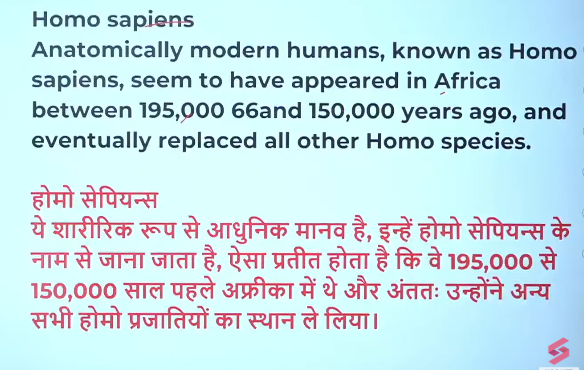 Homo sapiens
Anatomically modern humans, known as Homo
sapiens, seem to have appeared in Africa
between 195,000 66and 150,000 years ago, and
eventually replaced all other Homo species.
होमो सेपियन्स
ये शारीरिक रूप से आधुनिक मानव है, इन्हें होमो सेपियन्स के
नाम से जाना जाता है, ऐसा प्रतीत होता है कि वे 195,000 से
150,000 साल पहले अफ्रीका में थे और अंततः उन्होंने अन्य
सभी होमो प्रजातियों का स्थान ले लिया।